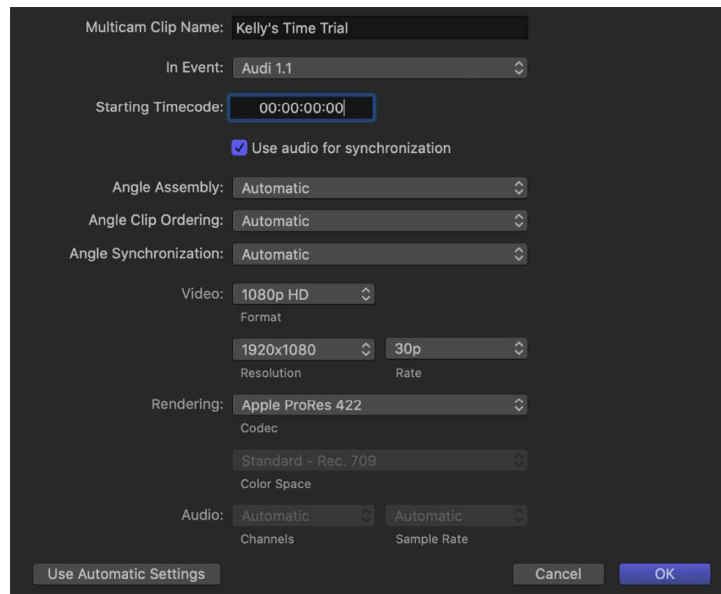 Multicam Clip Name: Kelly's Time Trial
In Event: Audi 1.1
Starting Timecode: 00:00:00:00
Use audio for synchronization
Angle Assembly: Automatic
Angle Clip Ordering: Automatic
Angle Synchronization: Automatic
Video: 1080p HD
Format
1920x1080 30p
Resolution Rate
Rendering: Apple ProRes 422
Codec
Standard - Rec. 709
Color Space
Audio: Automatic Automatic
Channels Sample Rate
Use Automatic Settings Cancel OK